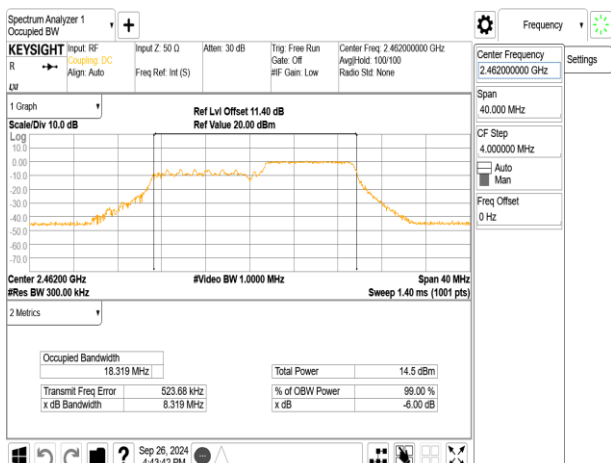 Spectrum Analyzer 1
Occupied BW
Frequency
KEYSIGHT
R
LXI
Input: RF
Coupling: DC
Align: Auto
Input Z: 50 Ω
Freq Ref: Int (S)
Atten: 30 dB
Trig: Free Run
Gate: Off
#IF Gain: Low
Center Freq: 2.462000000 GHz
Avg|Hold: 100/100
Radio Std: None
Center Frequency
2.462000000 GHz
Settings
Span
40.000 MHz
CF Step
4.000000 MHz
Auto
Man
Freq Offset
0 Hz
1 Graph
Scale/Div 10.0 dB
Ref Lvl Offset 11.40 dB
Ref Value 20.00 dBm
Log
10.0
0.00
-10.0
-20.0
-30.0
-40.0
-50.0
-60.0
-70.0
Center 2.46200 GHz
#Res BW 300.00 kHz
#Video BW 1.0000 MHz
Span 40 MHz
Sweep 1.40 ms (1001 pts)
2 Metrics
Occupied Bandwidth
18.319 MHz
Transmit Freq Error 523.68 kHz
x dB Bandwidth 8.319 MHz
Total Power 14.5 dBm
% of OBW Power 99.00 %
x dB -6.00 dB
?
Sep 26, 2024
4:43:42 PM